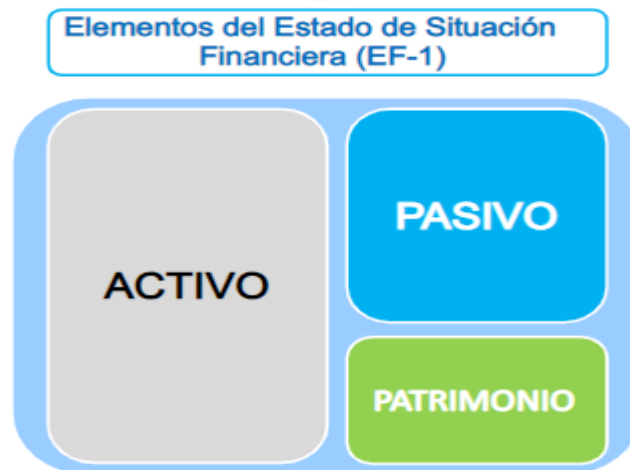 Elementos del Estado de Situación
Financiera (EF-1)
ACTIVO
PASIVO
PATRIMONIO